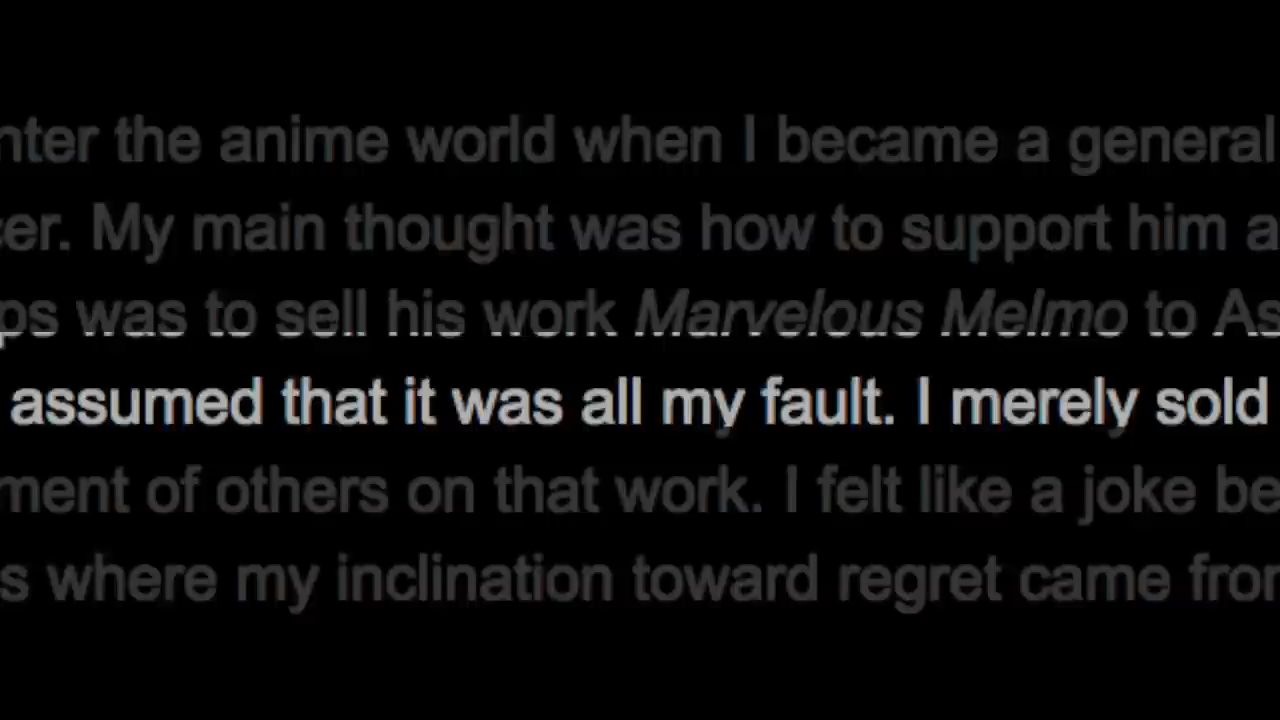 nter the anime world when I became a general
cer. My main thought was how to support him a
ps was to sell his work Marvelous Melmo to As
assumed that it was all my fault. I merely sold
ment of others on that work. I felt like a joke be
s where my inclination toward regret came from